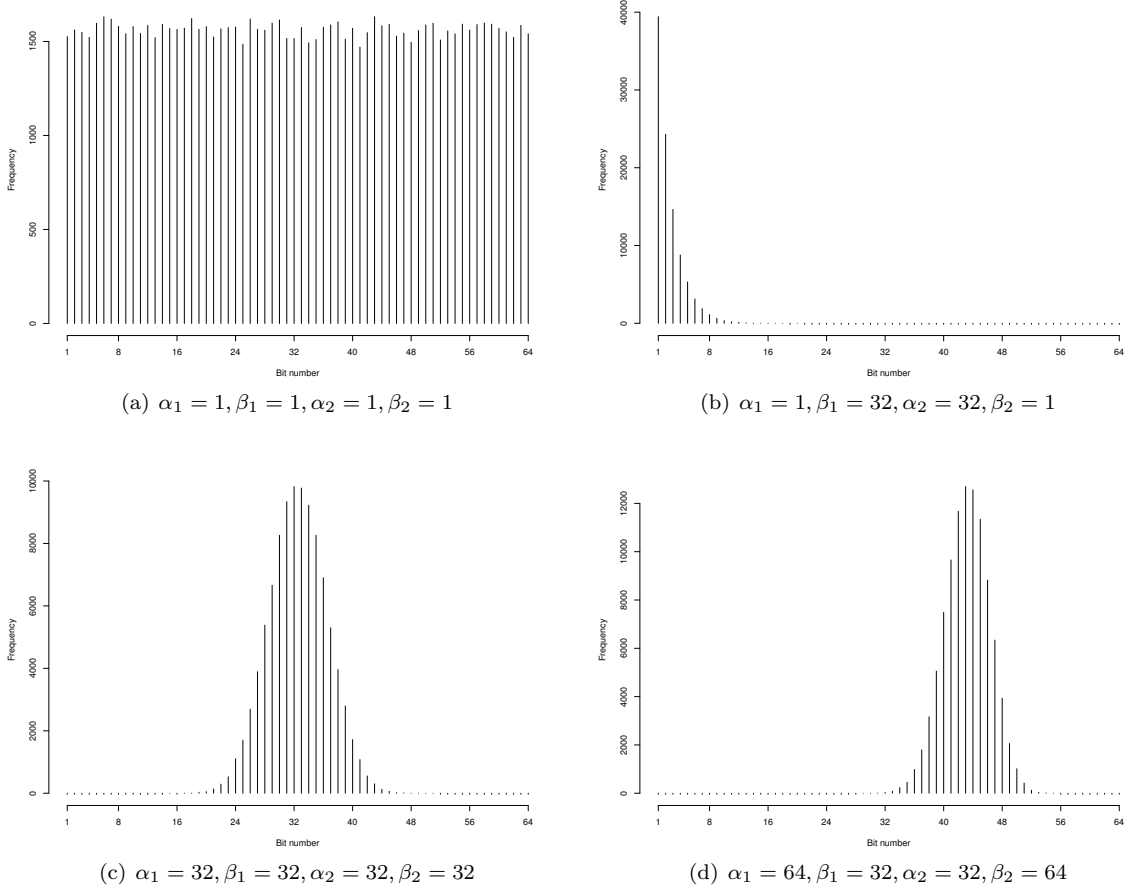 1500
1000
500
0
Frequency
1 8 16 24 32 40 48 56 64
Bit number
(a) α₁ = 1, β₁ = 1, α₂ = 1, β₂ = 1
40000
30000
20000
10000
0
Frequency
1 8 16 24 32 40 48 56 64
Bit number
(b) α₁ = 1, β₁ = 32, α₂ = 32, β₂ = 1
10000
8000
6000
4000
2000
0
Frequency
1 8 16 24 32 40 48 56 64
Bit number
(c) α₁ = 32, β₁ = 32, α₂ = 32, β₂ = 32
12000
10000
8000
6000
4000
2000
0
Frequency
1 8 16 24 32 40 48 56 64
Bit number
(d) α₁ = 64, β₁ = 32, α₂ = 32, β₂ = 64